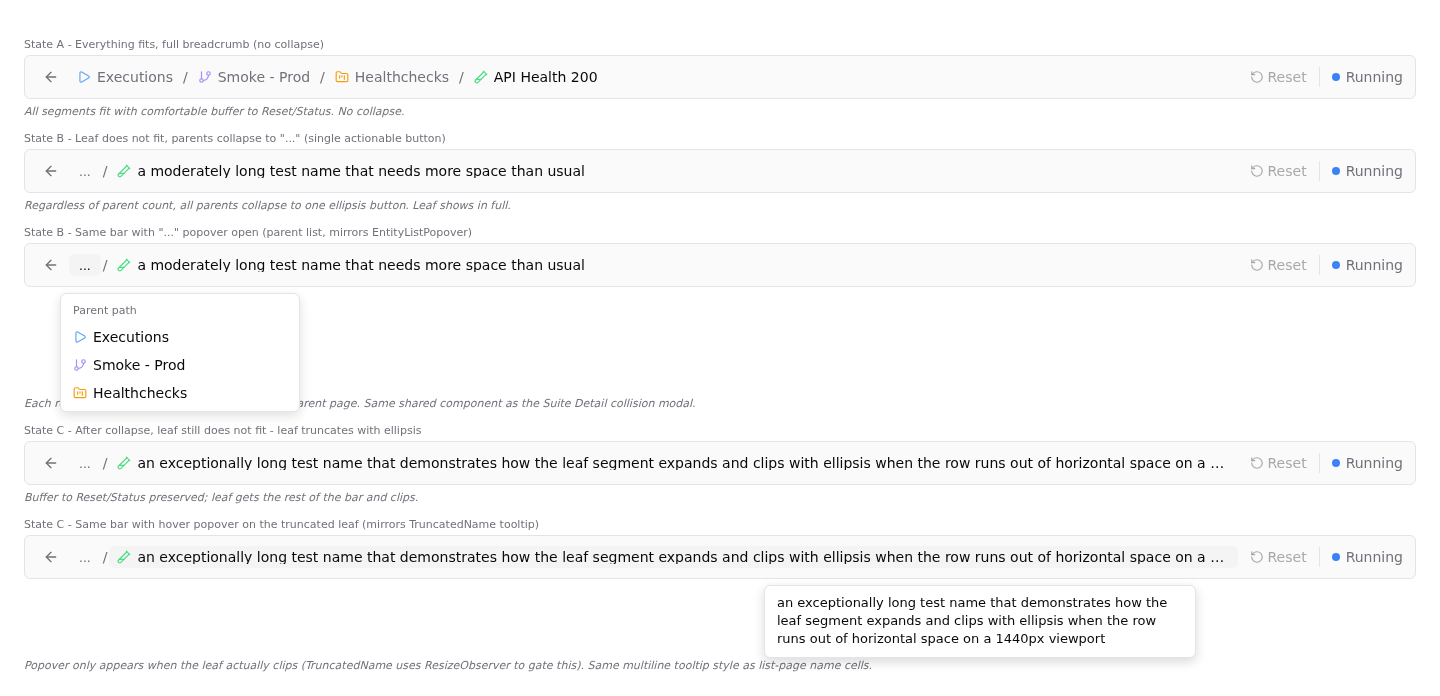 State A - Everything fits, full breadcrumb (no collapse)
Executions / Smoke - Prod / Healthchecks / API Health 200 Reset Running
All segments fit with comfortable buffer to Reset/Status. No collapse.
State B - Leaf does not fit, parents collapse to "..." (single actionable button)
... / a moderately long test name that needs more space than usual Reset Running
Regardless of parent count, all parents collapse to one ellipsis button. Leaf shows in full.
State B - Same bar with "..." popover open (parent list, mirrors EntityListPopover)
... / a moderately long test name that needs more space than usual Reset Running
Parent path
Executions
Smoke - Prod
Healthchecks
Each page. Same shared component as the Suite Detail collision modal.
State C - After collapse, leaf still does not fit - leaf truncates with ellipsis
... / an exceptionally long test name that demonstrates how the leaf segment expands and clips with ellipsis when the row runs out of horizontal space on a ... Reset Running
Buffer to Reset/Status preserved; leaf gets the rest of the bar and clips.
State C - Same bar with hover popover on the truncated leaf (mirrors TruncatedName tooltip)
... / an exceptionally long test name that demonstrates how the leaf segment expands and clips with ellipsis when the row runs out of horizontal space on a ... Reset Running
an exceptionally long test name that demonstrates how the
leaf segment expands and clips with ellipsis when the row
runs out of horizontal space on a 1440px viewport
Popover only appears when the leaf actually clips (TruncatedName uses ResizeObserver to gate this). Same multiline tooltip style as list-page name cells.